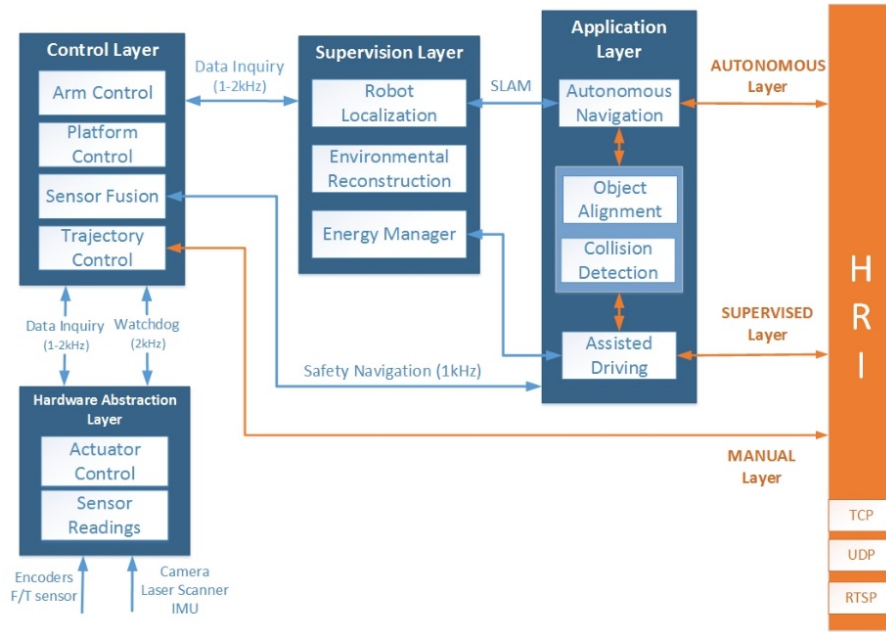 Control Layer
Arm Control
Platform
Control
Sensor Fusion
Trajectory
Control
Data Inquiry
(1-2kHz)
Supervision Layer
Robot
Localization
Environmental
Reconstruction
Energy Manager
SLAM
Application
Layer
Autonomous
Navigation
Object
Alignment
Collision
Detection
Assisted
Driving
AUTONOMOUS
Layer
SUPERVISED
Layer
MANUAL
Layer
H
R
I
TCP
UDP
RTSP
Data Inquiry
(1-2kHz)
Watchdog
(2kHz)
Safety Navigation (1kHz)
Hardware Abstraction
Layer
Actuator
Control
Sensor
Readings
Encoders
F/T sensor
Camera
Laser Scanner
IMU